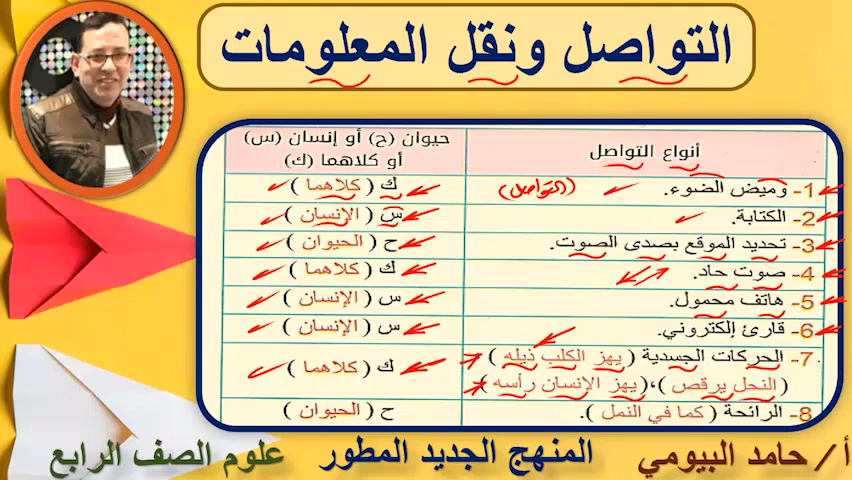 التواصل ونقل المعلومات
أنواع التواصل
حيوان (ح) أو إنسان (س) أو كلاهما (ك)
1- وميض الضوء. (التواصل) ك ( كلاهما )
2- الكتابة. س ( الإنسان )
3- تحديد الموقع بصدى الصوت. ح ( الحيوان )
4- صوت حاد. ك ( كلاهما )
5- هاتف محمول. س ( الإنسان )
6- قارئ إلكتروني. س ( الإنسان )
7- الحركات الجسدية ( يهز الكلب ذيله )
( النحل يرقص )،( يهز الإنسان رأسه ) ك ( كلاهما )
8- الرائحة ( كما في النمل ). ح ( الحيوان )
أ / حامد البيومي المنهج الجديد المطور علوم الصف الرابع